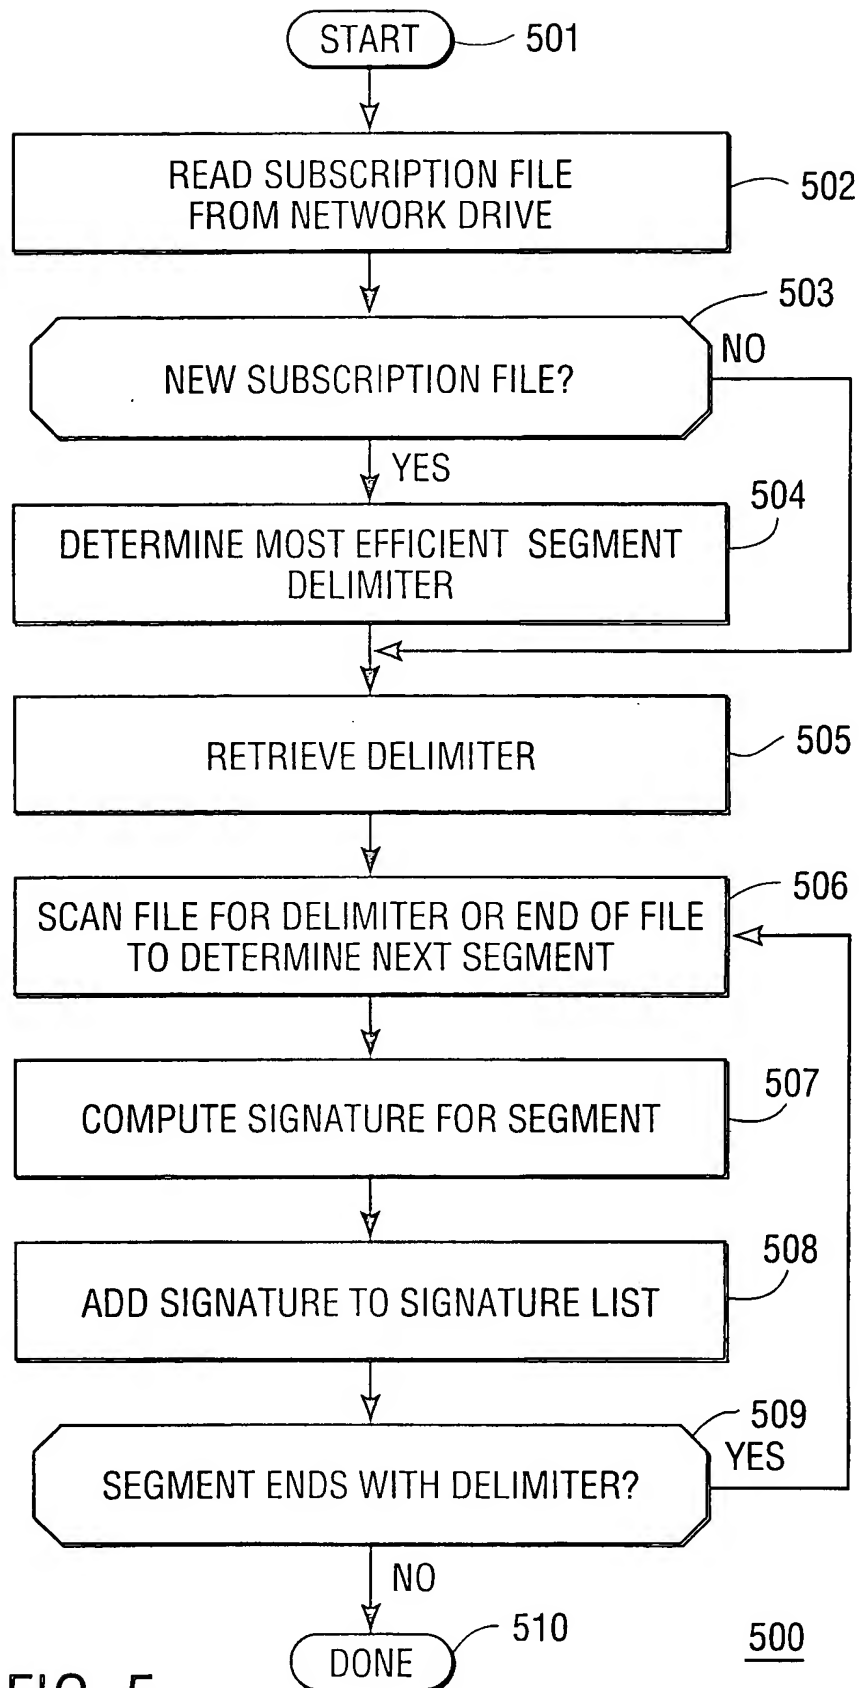 START
501
READ SUBSCRIPTION FILE
FROM NETWORK DRIVE
502
503
NEW SUBSCRIPTION FILE?
NO
YES
504
DETERMINE MOST EFFICIENT SEGMENT
DELIMITER
RETRIEVE DELIMITER
505
506
SCAN FILE FOR DELIMITER OR END OF FILE
TO DETERMINE NEXT SEGMENT
507
COMPUTE SIGNATURE FOR SEGMENT
508
ADD SIGNATURE TO SIGNATURE LIST
509
YES
SEGMENT ENDS WITH DELIMITER?
NO
510
DONE
500
FIG. 5